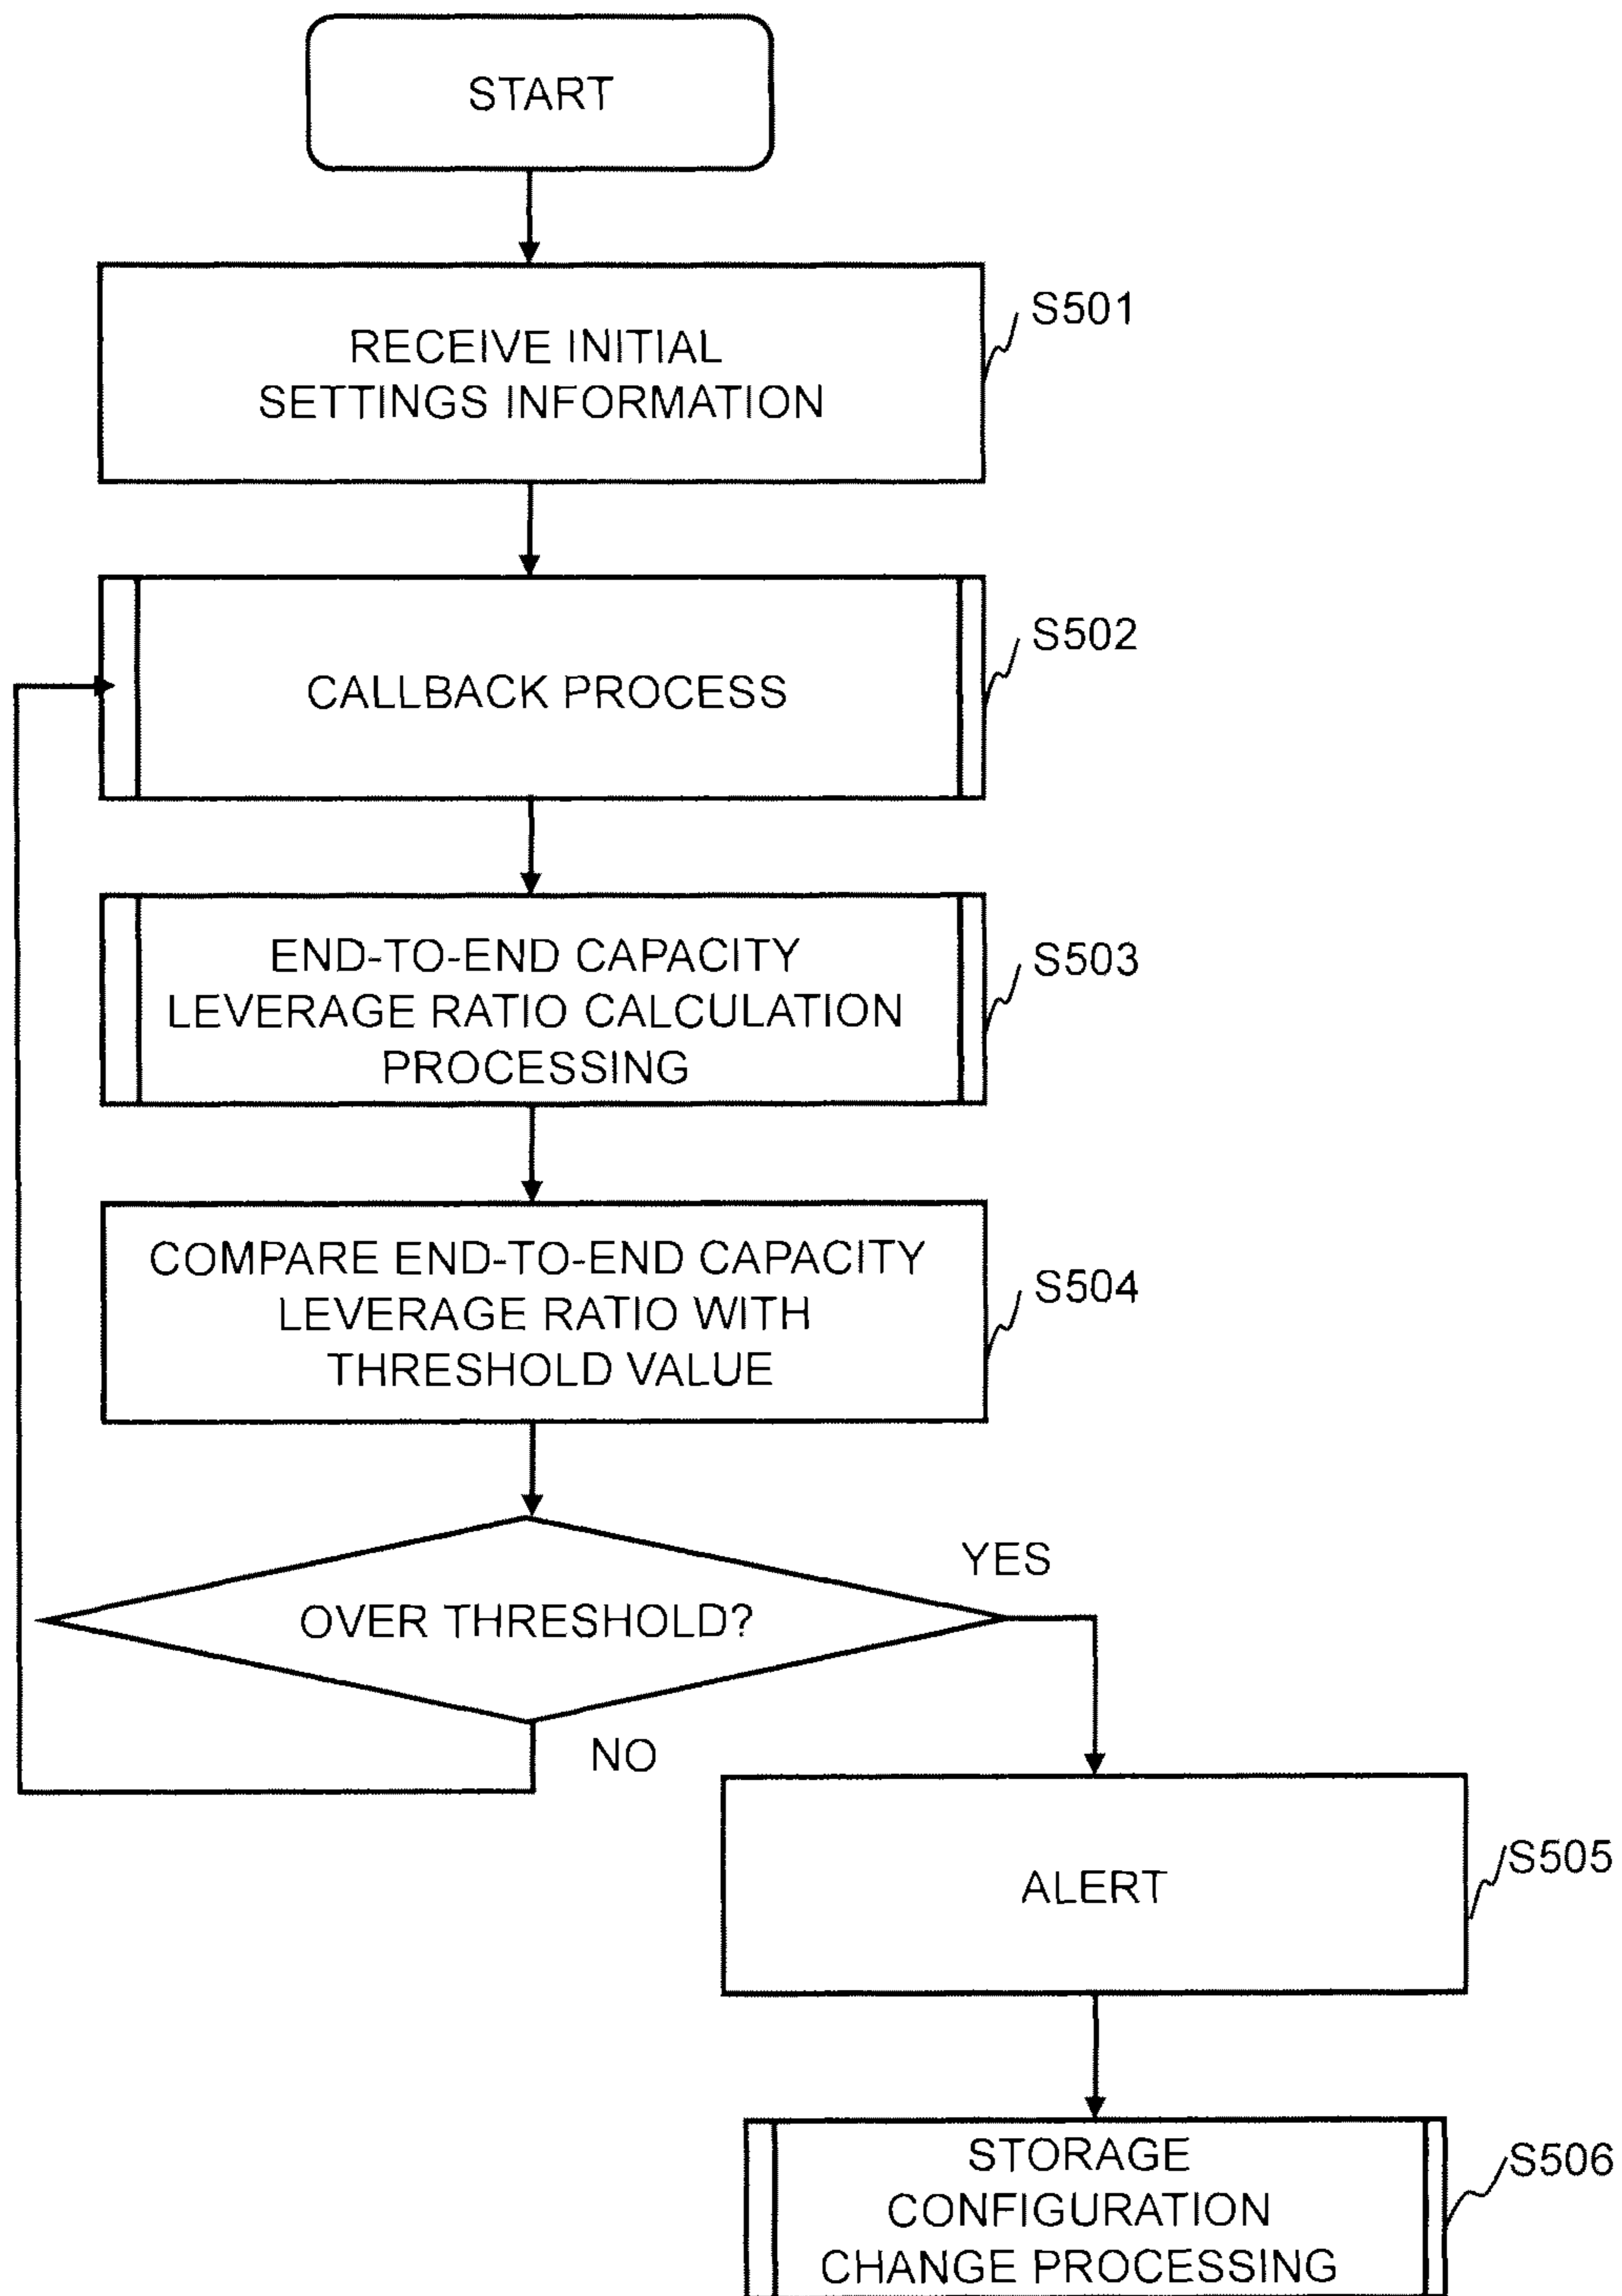 START
RECEIVE INITIAL
SETTINGS INFORMATION
S501
CALLBACK PROCESS
S502
END-TO-END CAPACITY
LEVERAGE RATIO CALCULATION
PROCESSING
S503
COMPARE END-TO-END CAPACITY
LEVERAGE RATIO WITH
THRESHOLD VALUE
S504
OVER THRESHOLD?
YES
NO
ALERT
S505
STORAGE
CONFIGURATION
CHANGE PROCESSING
S506